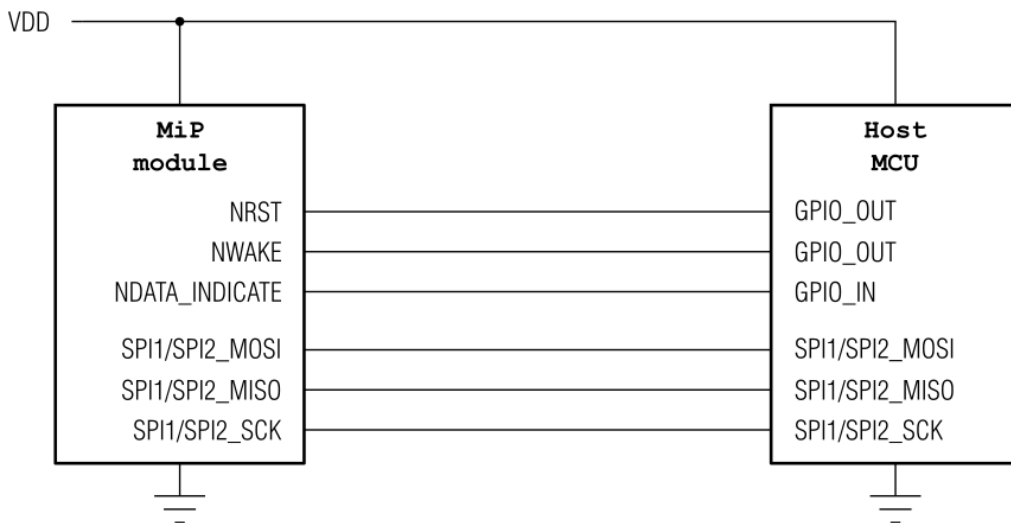 VDD
MiP
module
NRST
NWAKE
NDATA_INDICATE
SPI1/SPI2_MOSI
SPI1/SPI2_MISO
SPI1/SPI2_SCK
Host
MCU
GPIO_OUT
GPIO_OUT
GPIO_IN
SPI1/SPI2_MOSI
SPI1/SPI2_MISO
SPI1/SPI2_SCK